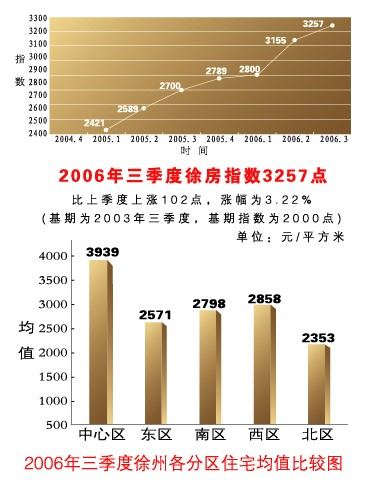 3300
3200
3100
3000
2900
2800
2700
2600
2500
2400
指
数
2421
2589
2700
2789
2800
3155
3257
2004.4 2005.1 2005.2 2005.3 2005.4 2006.1 2006.2 2006.3
时间
2006年三季度徐房指数3257点
比上季度上涨102点，涨幅为3.22%
(基期为2003年三季度，基期指数为2000点)
单位：元/平方米
4000
3500
3000
2500
2000
1500
1000
500
均
值
3939 2571 2798 2858 2353
中心区 东区 南区 西区 北区
2006年三季度徐州各分区住宅均值比较图